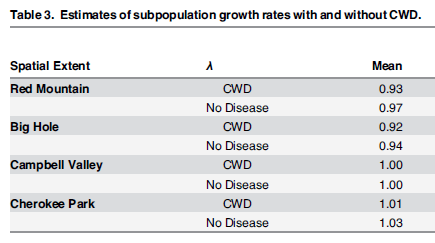 Table 3. Estimates of subpopulation growth rates with and without CWD.
Spatial Extent λ Mean
Red Mountain CWD 0.93
No Disease 0.97
Big Hole CWD 0.92
No Disease 0.94
Campbell Valley CWD 1.00
No Disease 1.00
Cherokee Park CWD 1.01
No Disease 1.03